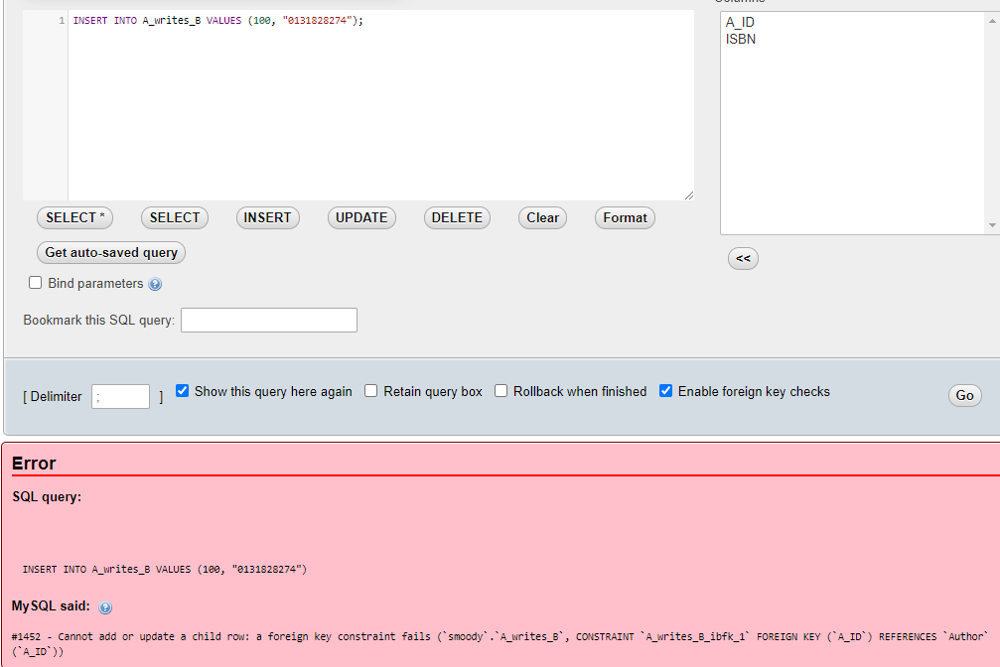 Columns
1 INSERT INTO A_writes_B VALUES (100, "0131828274");
A_ID
ISBN
SELECT * SELECT INSERT UPDATE DELETE Clear Format
Get auto-saved query
<<
Bind parameters
Bookmark this SQL query:
[ Delimiter ; ] Show this query here again Retain query box Rollback when finished Enable foreign key checks Go
Error
SQL query:
INSERT INTO A_writes_B VALUES (100, "0131828274")
MySQL said:
#1452 - Cannot add or update a child row: a foreign key constraint fails (`smoody`.`A_writes_B`, CONSTRAINT `A_writes_B_ibfk_1` FOREIGN KEY (`A_ID`) REFERENCES `Author`
(`A_ID`))